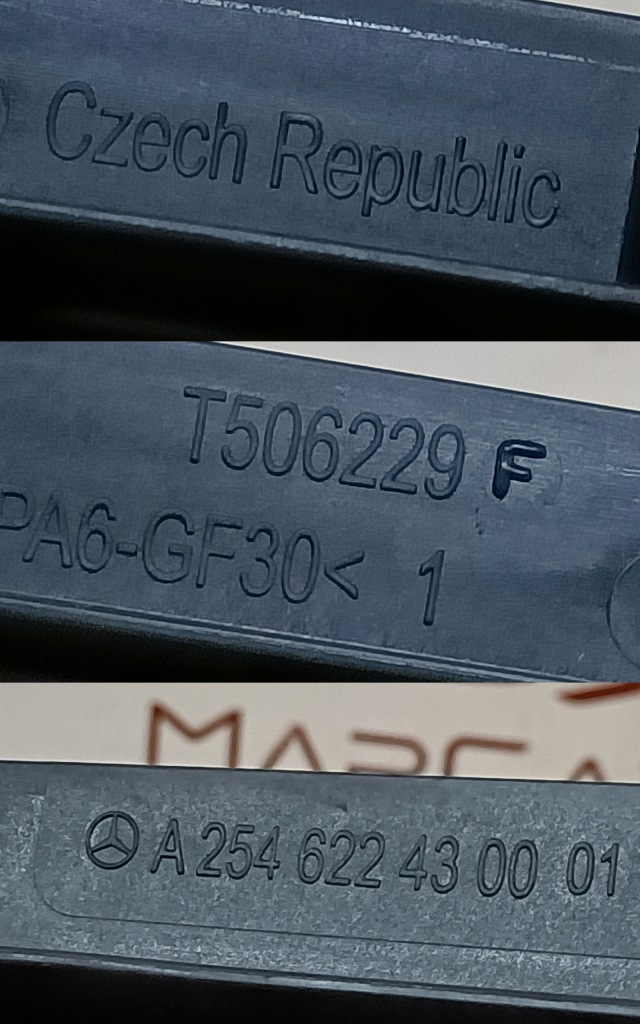 Czech Republic
T506229 F
PA6-GF30< 1
A 254 622 43 00 01